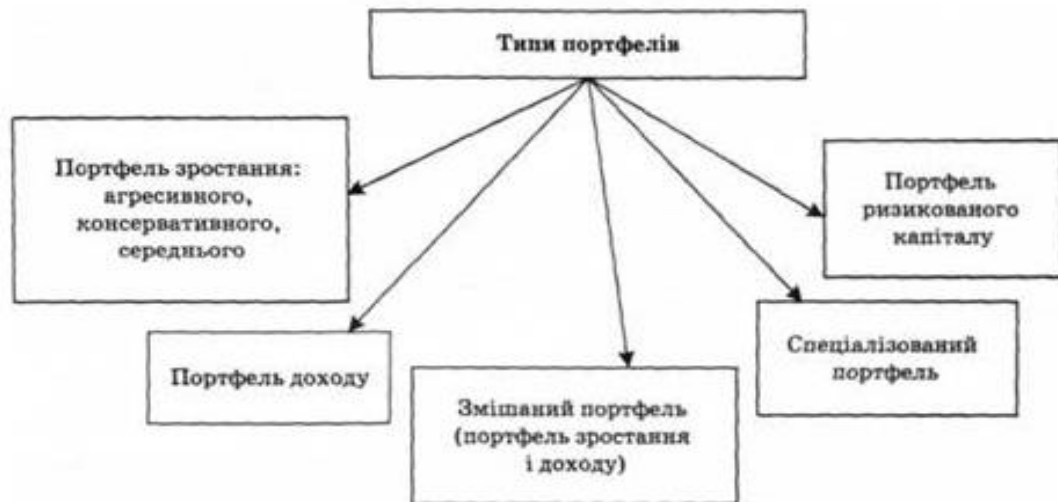 Типи портфелів
Портфель зростання:
агресивного,
консервативного,
середнього
Портфель
ризикованого
капіталу
Портфель доходу
Змішаний портфель
(портфель зростання
і доходу)
Спеціалізований
портфель